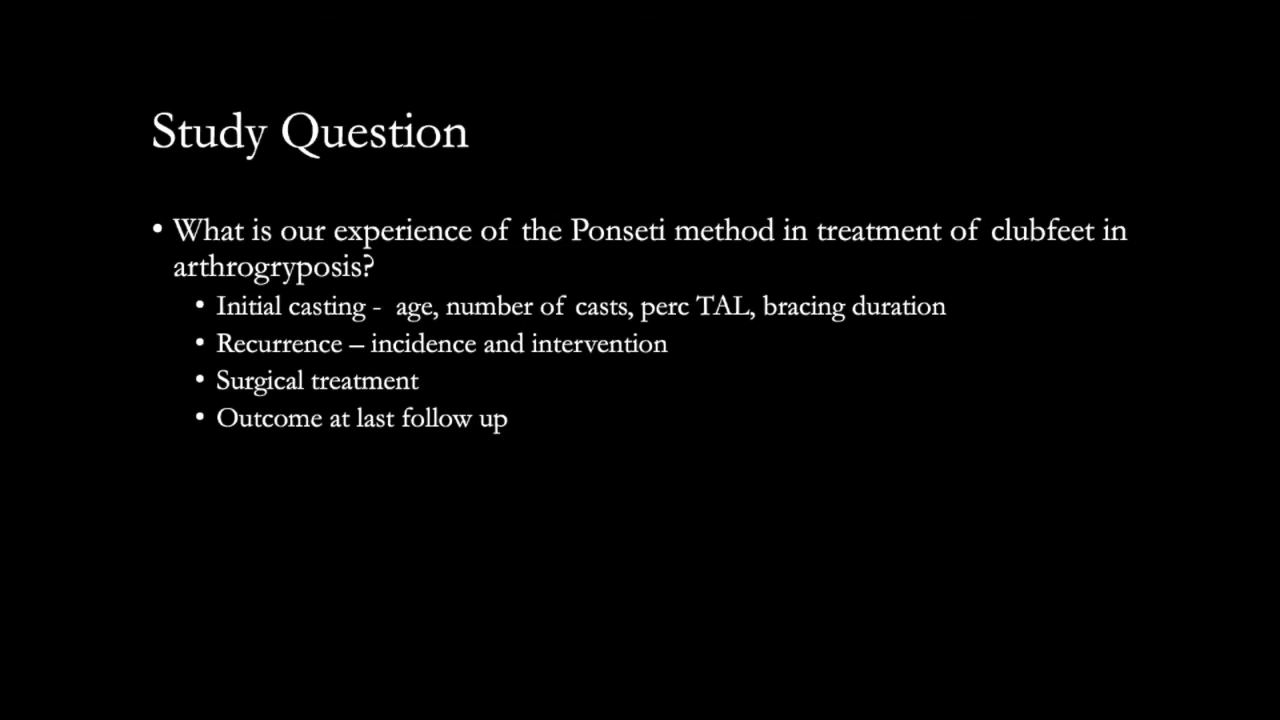 Study Question
• What is our experience of the Ponseti method in treatment of clubfeet in
arthrogryposis?
• Initial casting - age, number of casts, perc TAL, bracing duration
• Recurrence – incidence and intervention
• Surgical treatment
• Outcome at last follow up